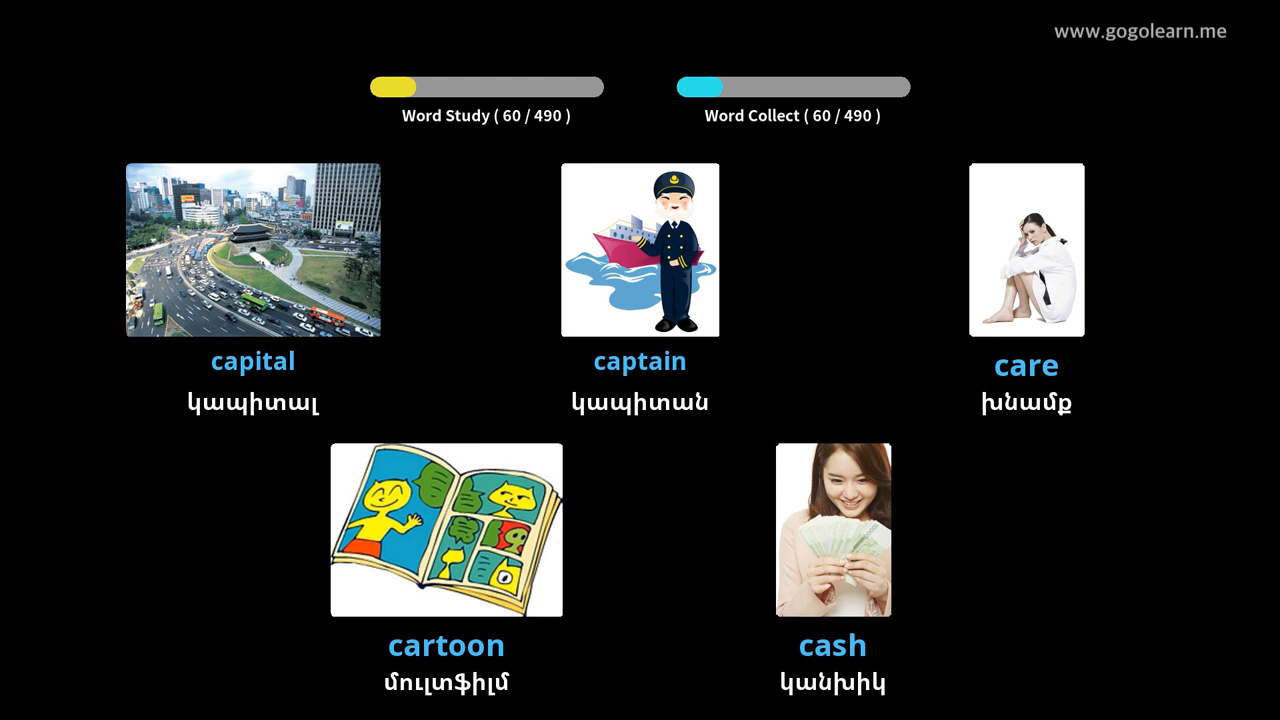 www.gogolearn.me
Word Study ( 60 / 490 )
Word Collect ( 60 / 490 )
capital
կապիտալ
captain
կապիտան
care
խնամք
cartoon
մուլտֆիլմ
cash
կանխիկ